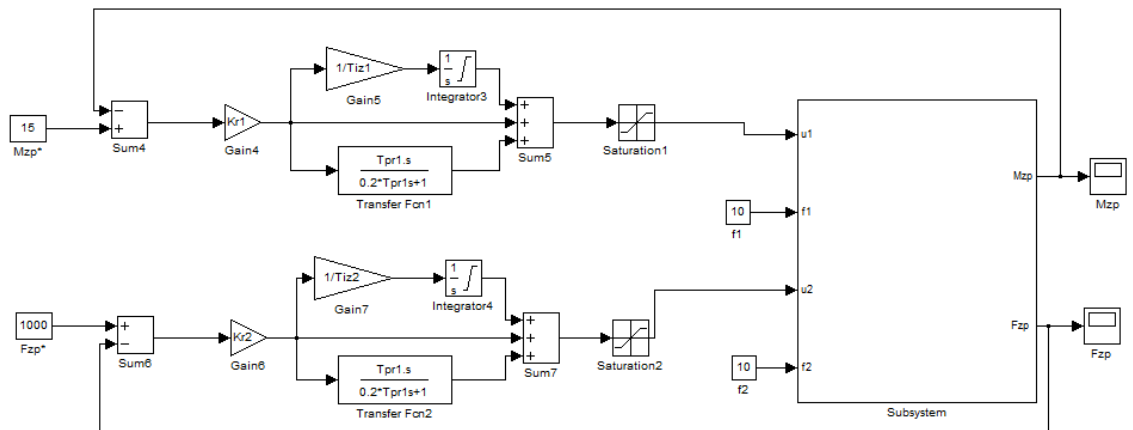 1/Tiz1
Gain5
1
s
Integrator3
−
+
Sum4
15
Mzp*
Kr1
Gain4
+
+
+
Sum5
Tpr1.s
0.2*Tpr1s+1
Transfer Fcn1
Saturation1
u1
Mzp
Mzp
10
f1
f1
1/Tiz2
Gain7
1
s
Integrator4
u2
1000
Fzp*
+
−
Sum6
Kr2
Gain6
+
+
+
Sum7
Tpr1.s
0.2*Tpr1s+1
Transfer Fcn2
Saturation2
Fzp
Fzp
10
f2
f2
Subsystem